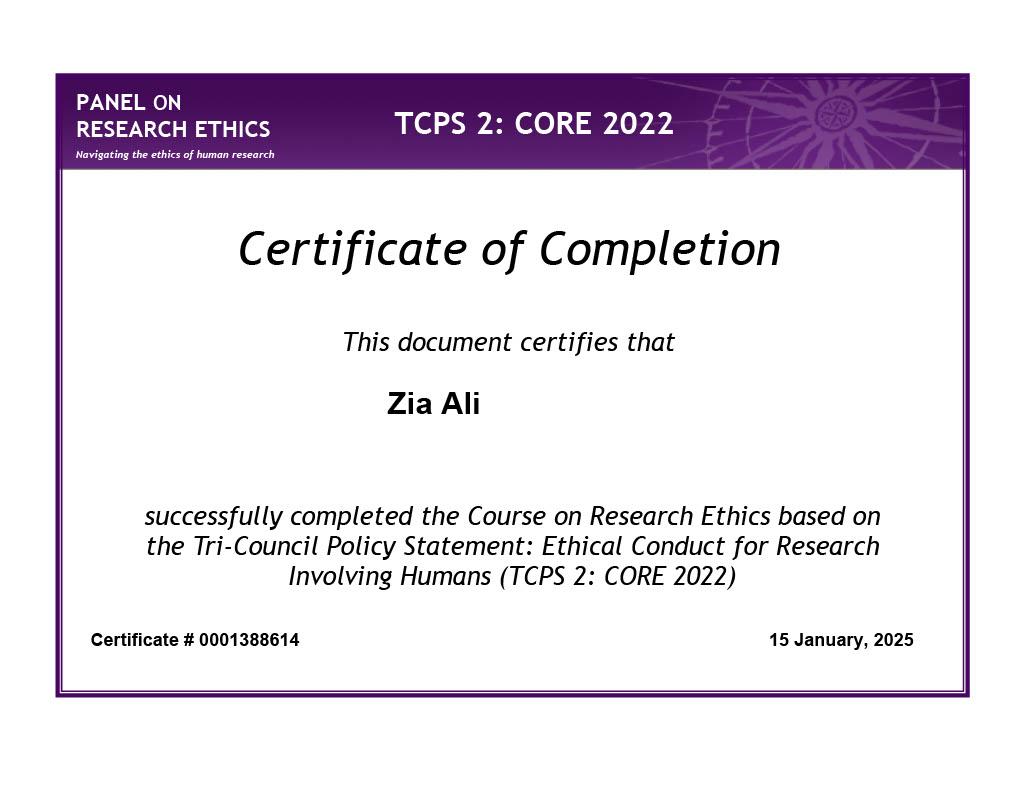 PANEL ON
RESEARCH ETHICS
Navigating the ethics of human research
TCPS 2: CORE 2022
Certificate of Completion
This document certifies that
Zia Ali
successfully completed the Course on Research Ethics based on
the Tri-Council Policy Statement: Ethical Conduct for Research
Involving Humans (TCPS 2: CORE 2022)
Certificate # 0001388614
15 January, 2025